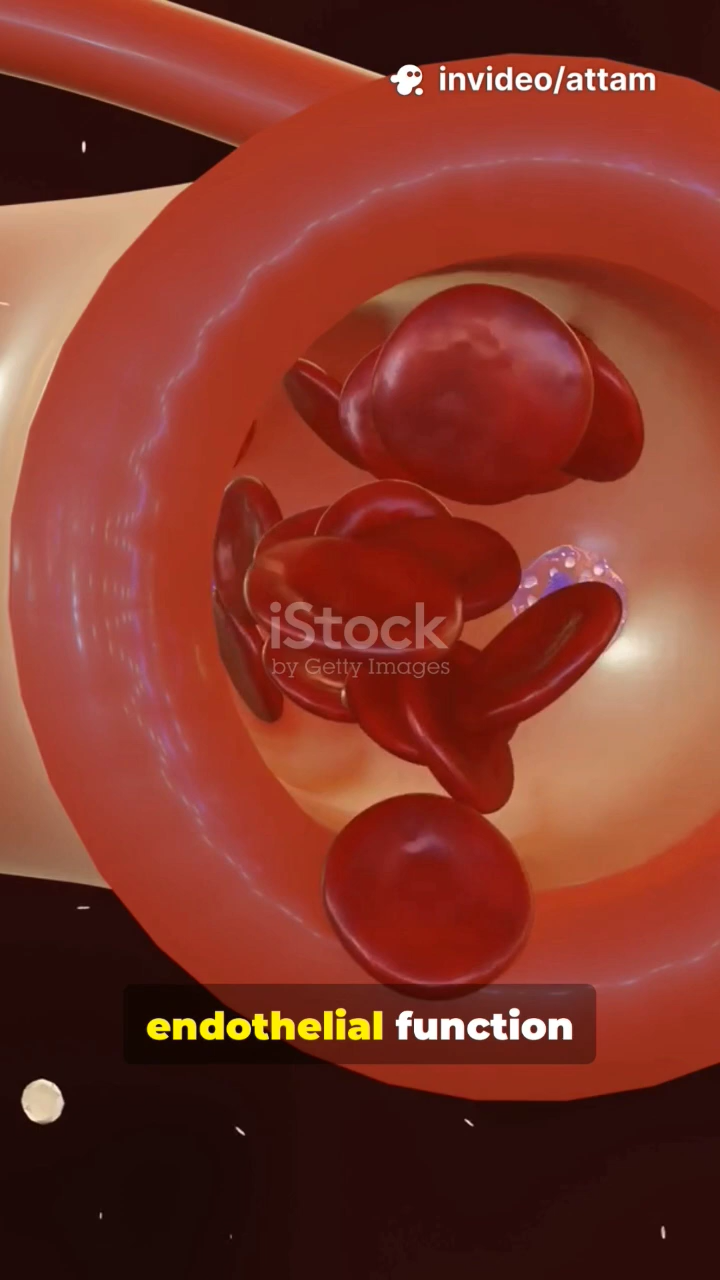 invideo/attam
iStock
by Getty Images
endothelial function